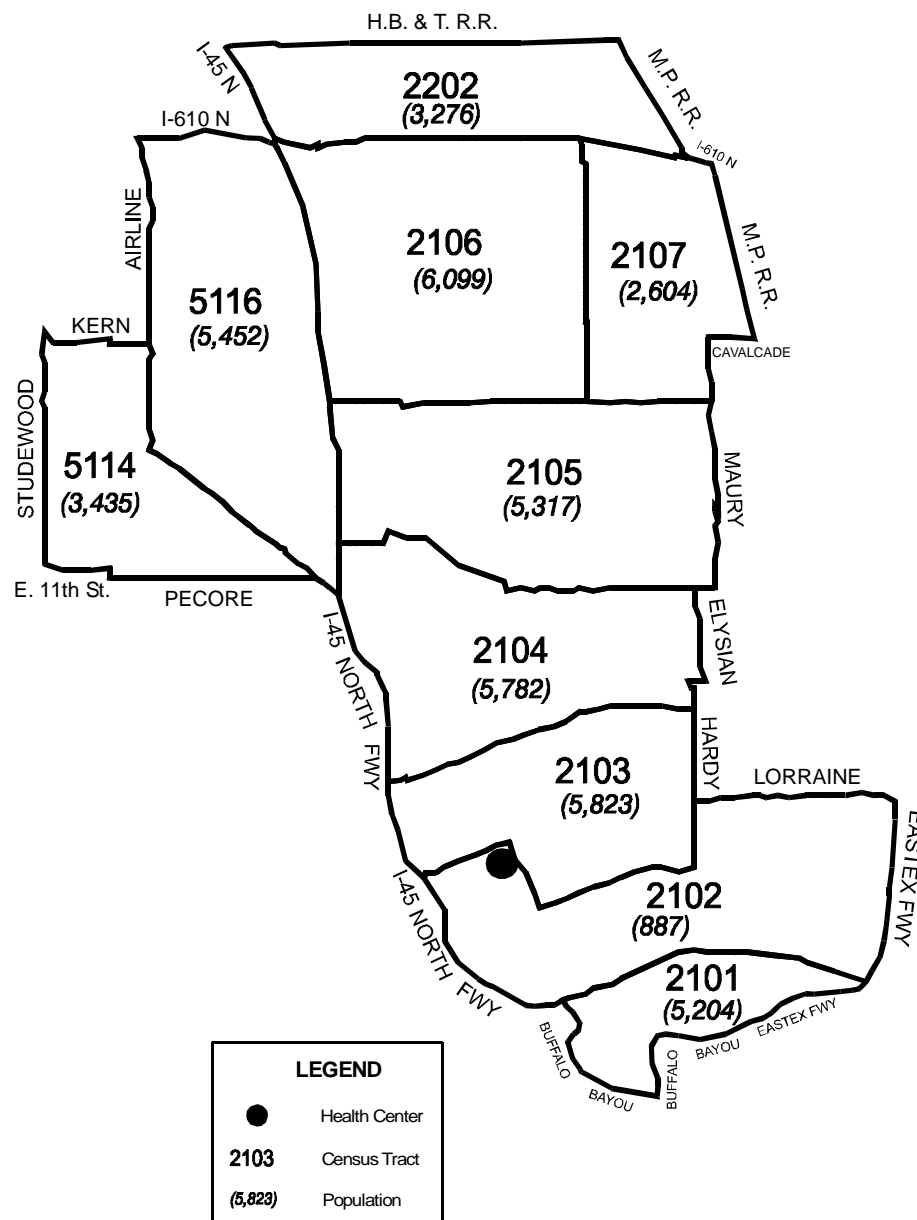 H.B. & T. R.R.
I-45 N
M.P. R.R.
2202
(3,276)
I-610 N
I-610 N
AIRLINE
2106
(6,099)
2107
(2,604)
M.P. R.R.
5116
(5,452)
KERN
CAVALCADE
STUDEWOOD
5114
(3,435)
2105
(5,317)
MAURY
E. 11th St.
PECORE
I-45 NORTH FWY
ELYSIAN
2104
(5,782)
HARDY
2103
(5,823)
LORRAINE
EASTEX FWY
I-45 NORTH FWY
2102
(887)
2101
(5,204)
EASTEX FWY
BUFFALO
BAYOU
BUFFALO
BAYOU
LEGEND
Health Center
2103 Census Tract
(5,823) Population